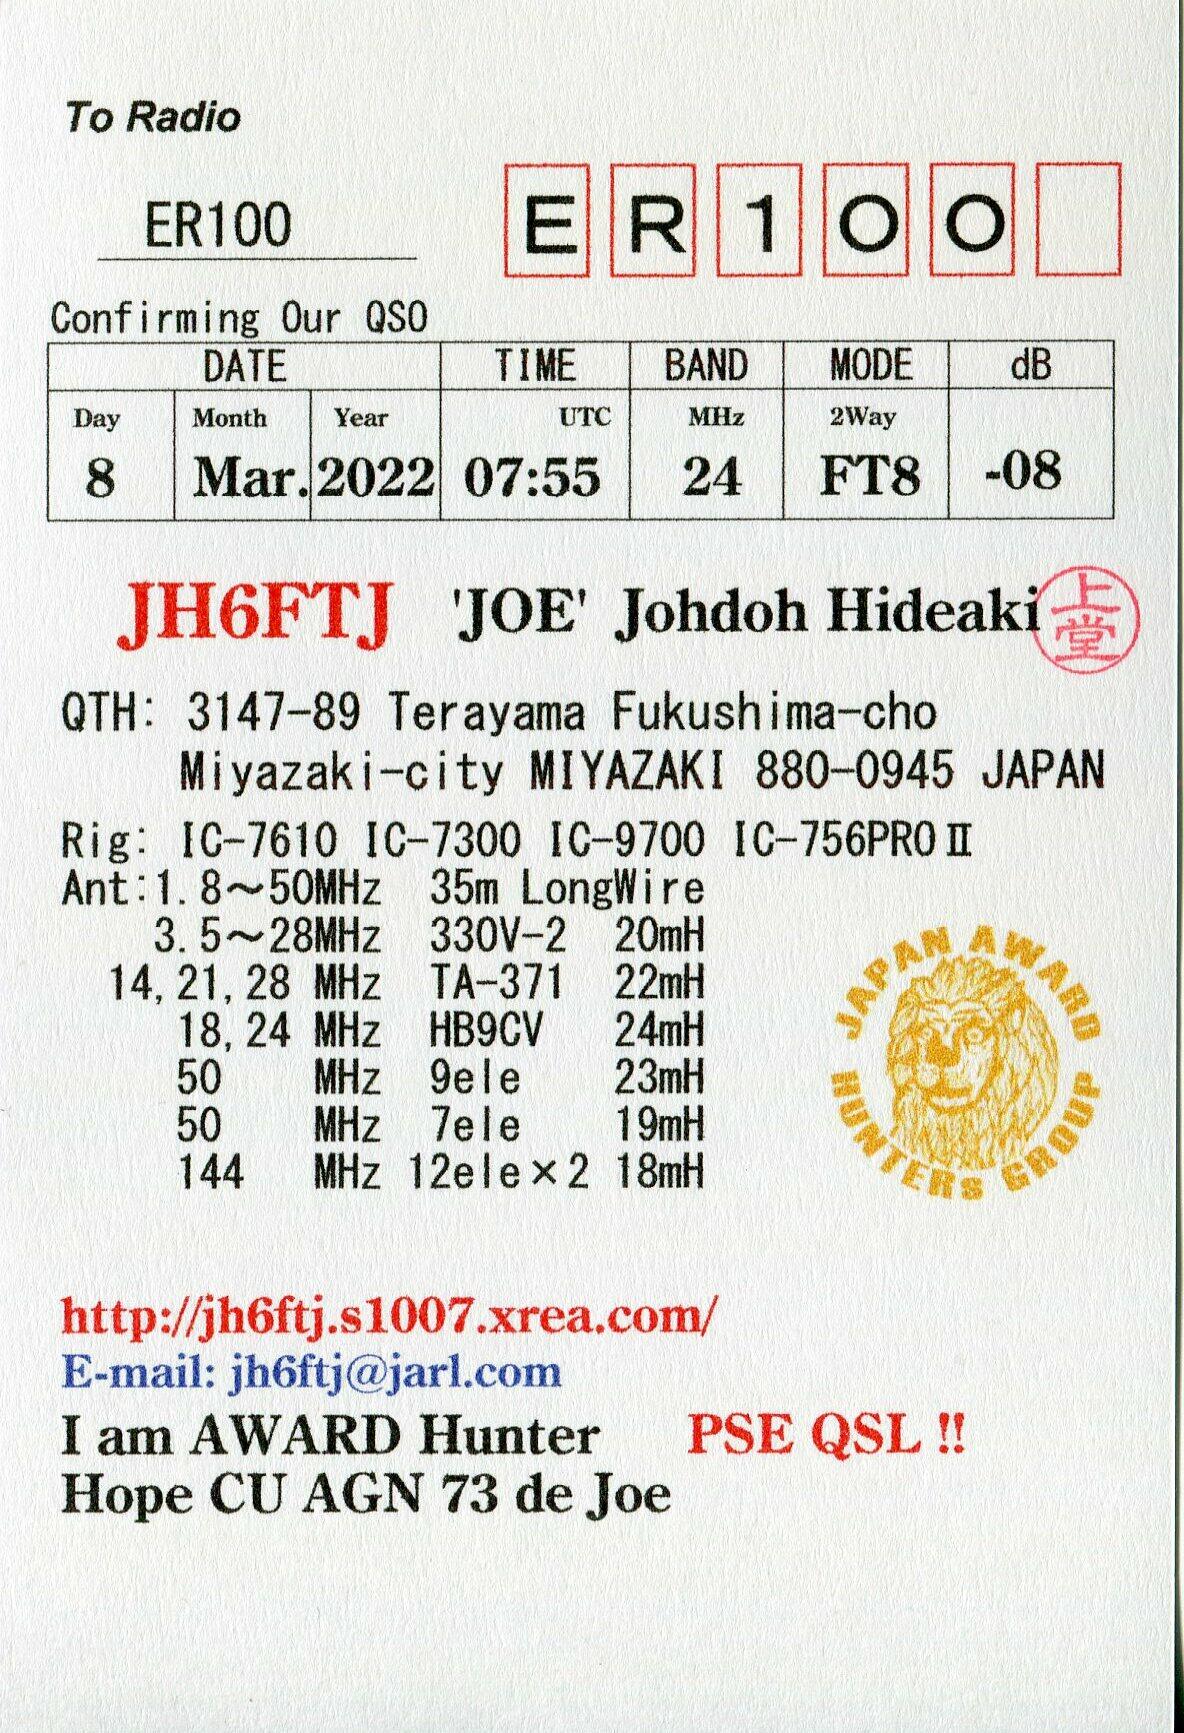 To Radio
ER100
E R 1 0 0
Confirming Our QSO
DATE TIME BAND MODE dB
Day Month Year UTC MHz 2Way
8 Mar. 2022 07:55 24 FT8 -08
JH6FTJ 'JOE' Johdoh Hideaki
上堂
QTH: 3147-89 Terayama Fukushima-cho
Miyazaki-city MIYAZAKI 880-0945 JAPAN
Rig: IC-7610 IC-7300 IC-9700 IC-756PROⅡ
Ant:1.8～50MHz 35m LongWire
3.5～28MHz 330V-2 20mH
14,21,28 MHz TA-371 22mH
18,24 MHz HB9CV 24mH
50 MHz 9ele 23mH
50 MHz 7ele 19mH
144 MHz 12ele×2 18mH
JAPAN AWARD
HUNTERS GROUP
http://jh6ftj.s1007.xrea.com/
E-mail: jh6ftj@jarl.com
I am AWARD Hunter PSE QSL !!
Hope CU AGN 73 de Joe